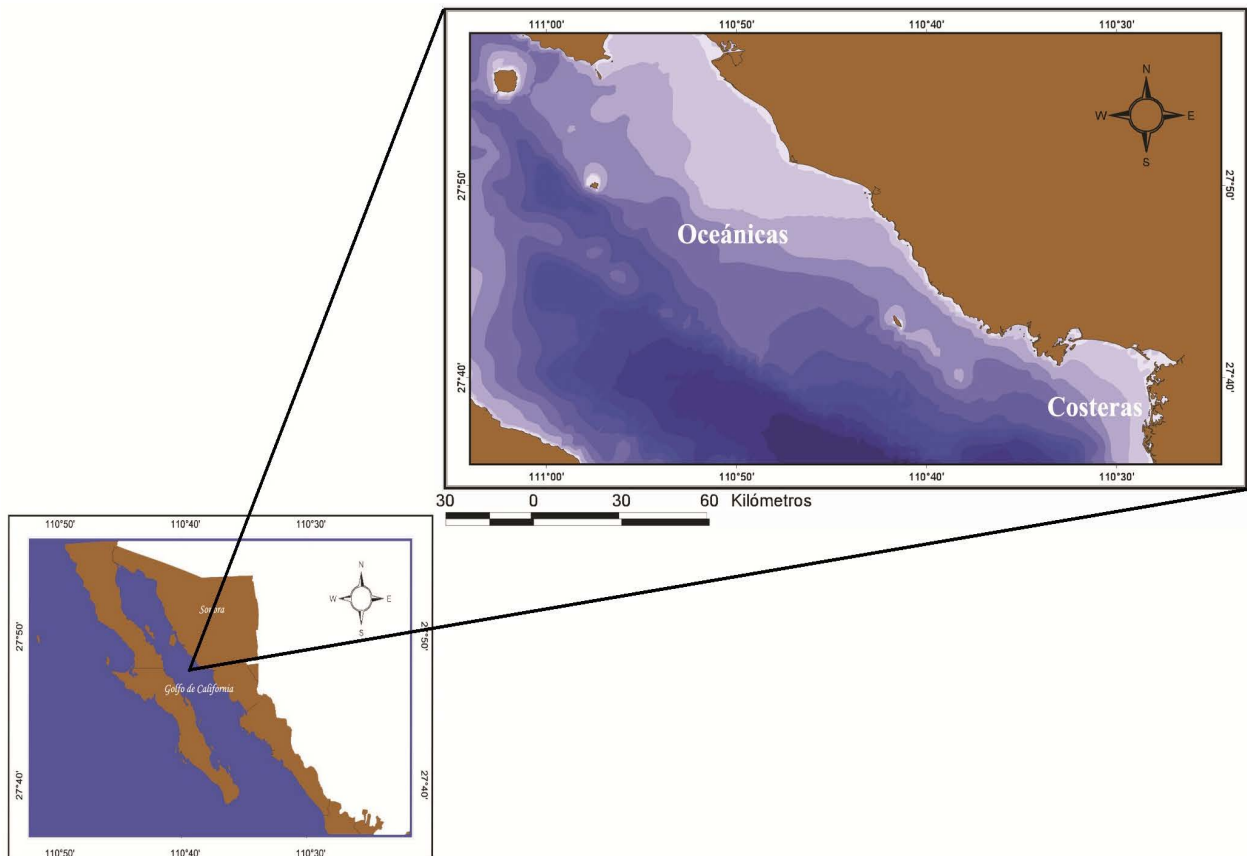 111°00' 110°50' 110°40' 110°30'
N
W E
S
27°50' 27°50'
Oceánicas
27°40' 27°40'
Costeras
111°00' 110°50' 110°40' 110°30'
30 0 30 60 Kilómetros
110°50' 110°40' 110°30'
N
W E
S
Sonora
27°50' 27°50'
Golfo de California
27°40' 27°40'
110°50' 110°40' 110°30'